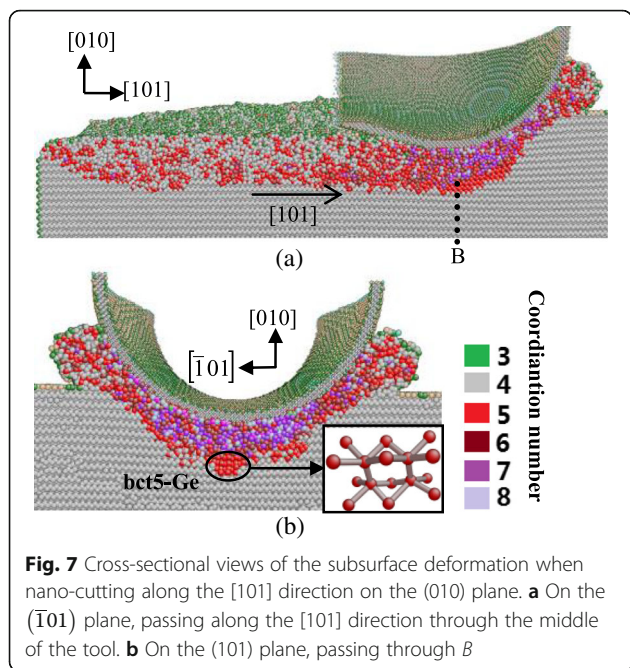 [010]
[101]
[101]
B
(a)
[010]
[1̅01]
bct5-Ge
(b)
3
4
5
6
7
8
Coordiantion number
Fig. 7 Cross-sectional views of the subsurface deformation when
nano-cutting along the [101] direction on the (010) plane. a On the
(1̅01) plane, passing along the [101] direction through the middle
of the tool. b On the (101) plane, passing through B